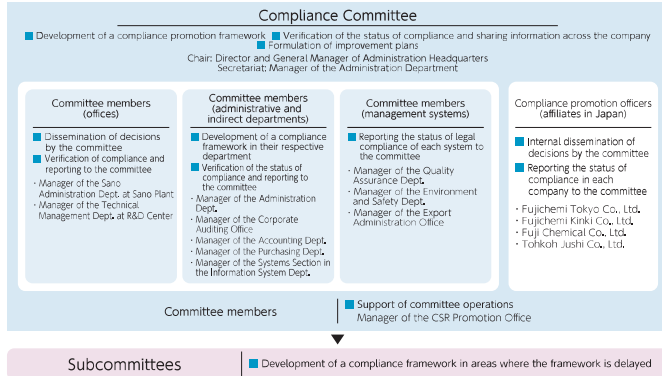 Compliance Committee
Development of a compliance promotion framework Verification of the status of compliance and sharing information across the company
Formulation of improvement plans
Chair: Director and General Manager of Administration Headquarters
Secretariat: Manager of the Administration Department
Committee members
(offices)
Dissemination of decisions
by the committee
Verification of compliance and
reporting to the committee
・Manager of the Sano
Administration Dept. at Sano Plant
・Manager of the Technical
Management Dept. at R&D Center
Committee members
(administrative and
indirect departments)
Development of a compliance
framework in their respective
department
Verification of the status of
compliance and reporting to
the committee
・Manager of the Administration
Dept.
・Manager of the Corporate
Auditing Office
・Manager of the Accounting Dept.
・Manager of the Purchasing Dept.
・Manager of the Systems Section in
the Information System Dept.
Committee members
(management systems)
Reporting the status of legal
compliance of each system to
the committee
・Manager of the Quality
Assurance Dept.
・Manager of the Environment
and Safety Dept.
・Manager of the Export
Administration Office
Compliance promotion officers
(affiliates in Japan)
Internal dissemination of
decisions by the committee
Reporting the status of
compliance in each
company to the committee
・Fujichemi Tokyo Co., Ltd.
・Fujichemi Kinki Co., Ltd.
・Fuji Chemical Co., Ltd.
・Tohkoh Jushi Co., Ltd.
Committee members
Support of committee operations
Manager of the CSR Promotion Office
Subcommittees
Development of a compliance framework in areas where the framework is delayed